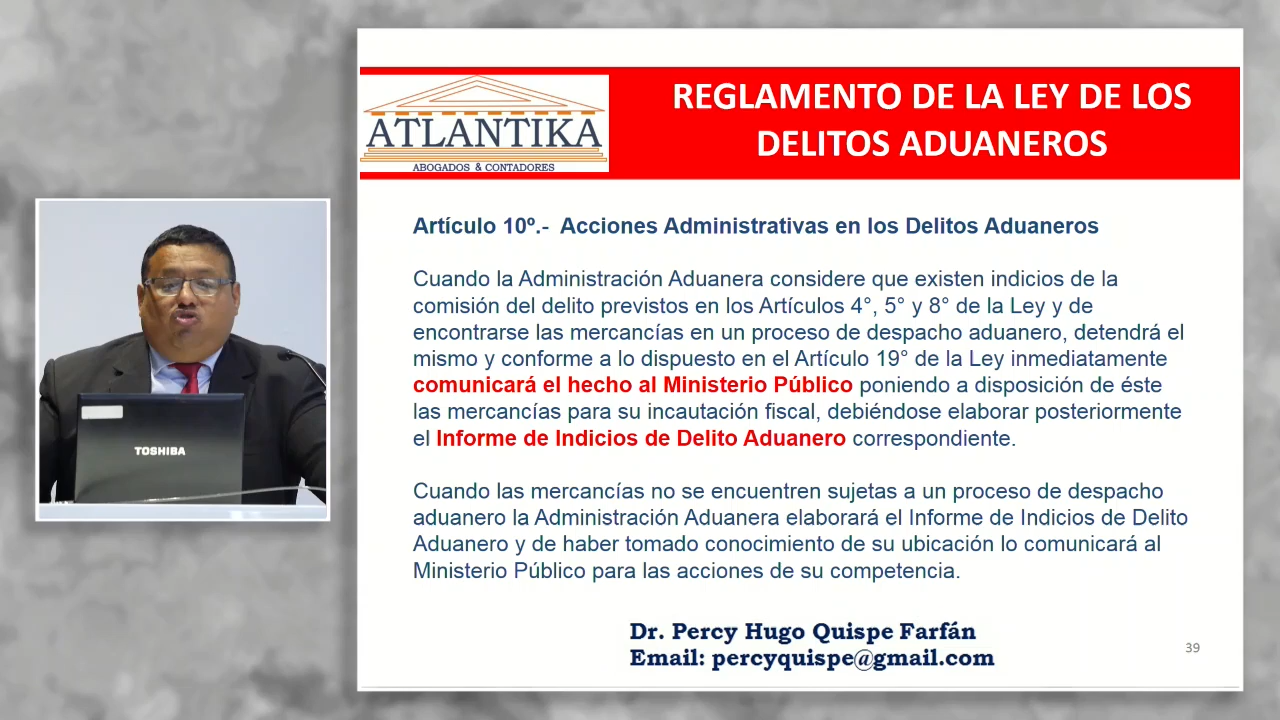 ATLANTIKA
ABOGADOS & CONTADORES
REGLAMENTO DE LA LEY DE LOS
DELITOS ADUANEROS
Artículo 10º.- Acciones Administrativas en los Delitos Aduaneros
Cuando la Administración Aduanera considere que existen indicios de la
comisión del delito previstos en los Artículos 4°, 5° y 8° de la Ley y de
encontrarse las mercancías en un proceso de despacho aduanero, detendrá el
mismo y conforme a lo dispuesto en el Artículo 19° de la Ley inmediatamente
comunicará el hecho al Ministerio Público poniendo a disposición de éste
las mercancías para su incautación fiscal, debiéndose elaborar posteriormente
el Informe de Indicios de Delito Aduanero correspondiente.
Cuando las mercancías no se encuentren sujetas a un proceso de despacho
aduanero la Administración Aduanera elaborará el Informe de Indicios de Delito
Aduanero y de haber tomado conocimiento de su ubicación lo comunicará al
Ministerio Público para las acciones de su competencia.
Dr. Percy Hugo Quispe Farfán
Email: percyquispe@gmail.com
39
TOSHIBA